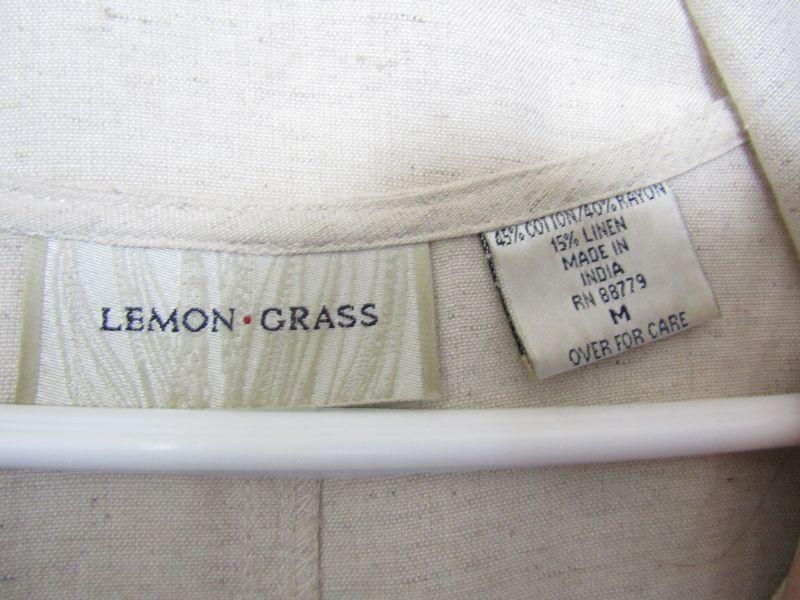 LEMON·GRASS
45% COTTON/40% RAYON
15% LINEN
MADE IN
INDIA
RN 88779
M
OVER FOR CARE